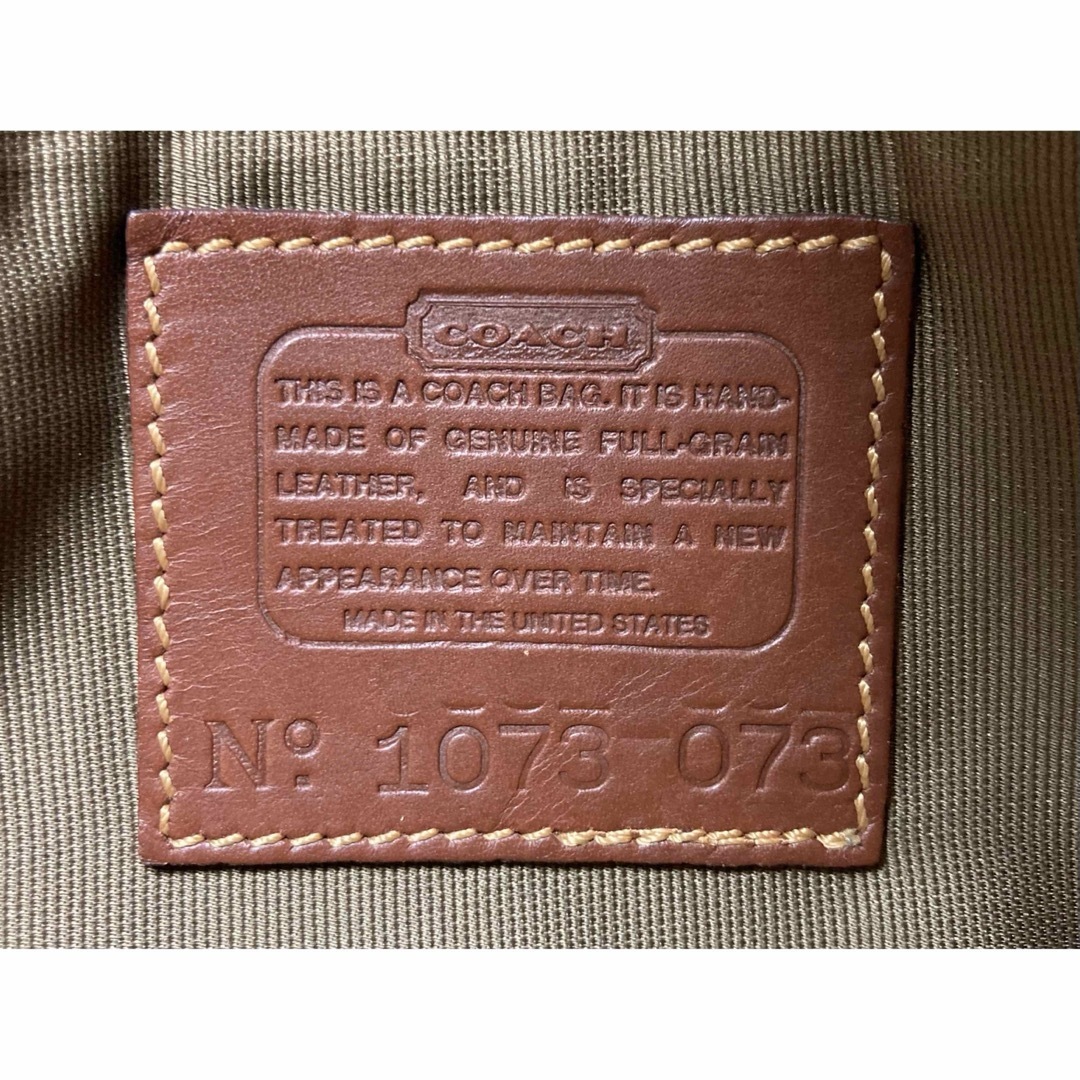 COACH
THIS IS A COACH BAG. IT IS HAND-
MADE OF GENUINE FULL-GRAIN
LEATHER, AND IS SPECIALLY
TREATED TO MAINTAIN A NEW
APPEARANCE OVER TIME.
MADE IN THE UNITED STATES
Nº 1073-073